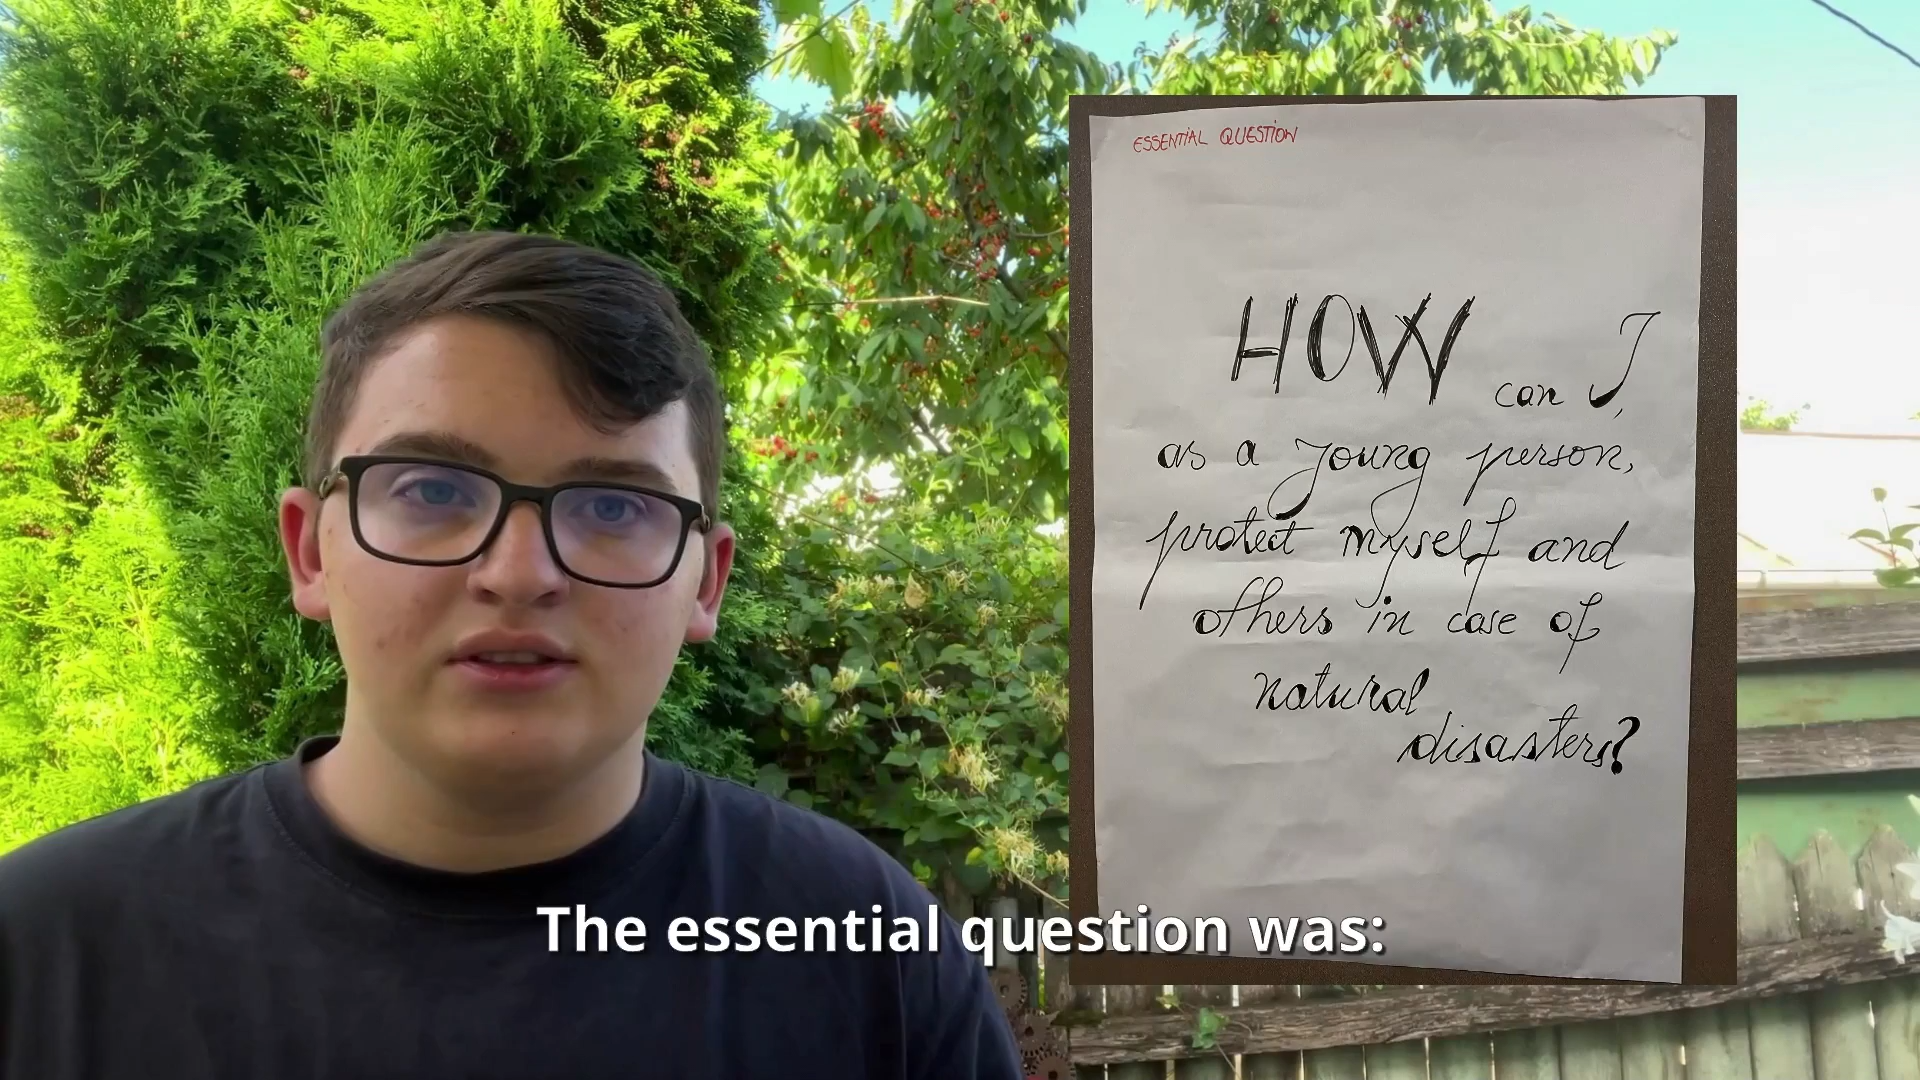 ESSENTIAL QUESTION
HOW can I,
as a young person,
protect myself and
others in case of
natural
disasters?
The essential question was: